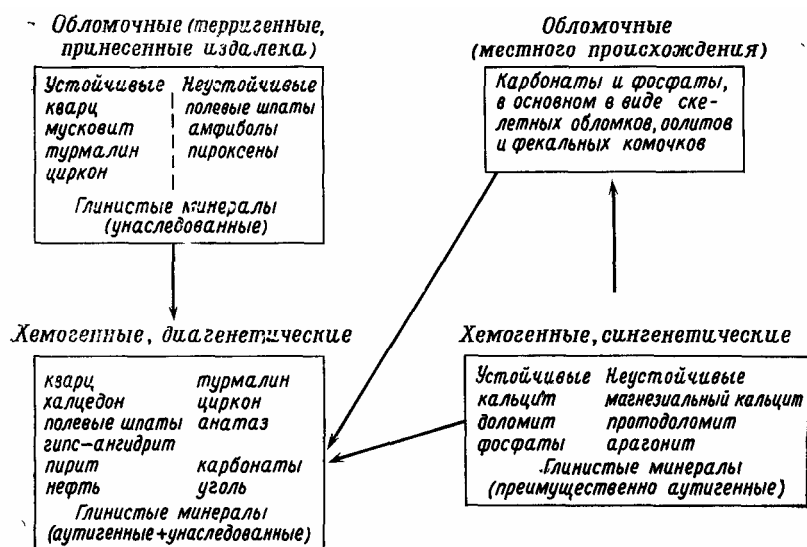 Обломочные (терригенные,
принесенные издалека)
Устойчивые Неустойчивые
кварц полевые шпаты
мусковит амфиболы
турмалин пироксены
циркон
Глинистые минералы
(унаследованные)
Обломочные
(местного происхождения)
Карбонаты и фосфаты,
в основном в виде ске-
летных обломков, оолитов
и фекальных комочков
Хемогенные, диагенетические
кварц турмалин
халцедон циркон
полевые шпаты анатаз
гипс-ангидрит
пирит карбонаты
нефть уголь
Глинистые минералы
(аутигенные+унаследованные)
Хемогенные, сингенетические
Устойчивые Неустойчивые
кальцит магнезиальный кальцит
доломит протодоломит
фосфаты арагонит
Глинистые минералы
(преимущественно аутигенные)